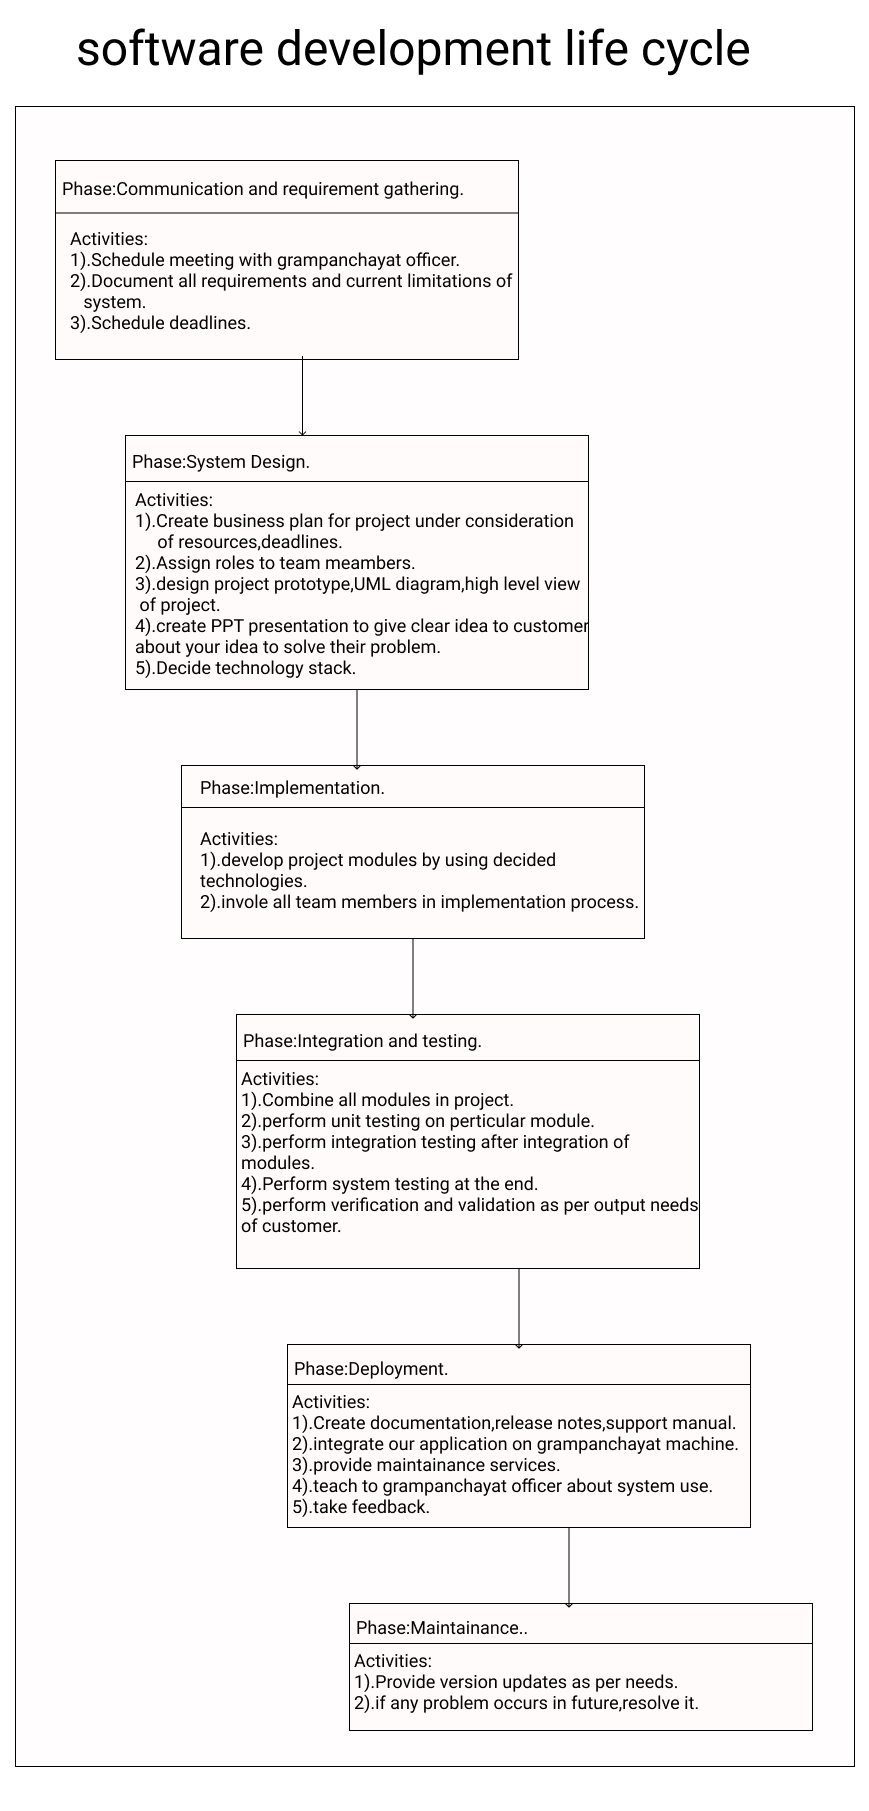 software development life cycle
Phase:Communication and requirement gathering.
Activities:
1).Schedule meeting with grampanchayat officer.
2).Document all requirements and current limitations of
system.
3).Schedule deadlines.
Phase:System Design.
Activities:
1).Create business plan for project under consideration
of resources,deadlines.
2).Assign roles to team meambers.
3).design project prototype,UML diagram,high level view
of project.
4).create PPT presentation to give clear idea to customer
about your idea to solve their problem.
5).Decide technology stack.
Phase:Implementation.
Activities:
1).develop project modules by using decided
technologies.
2).invole all team members in implementation process.
Phase:Integration and testing.
Activities:
1).Combine all modules in project.
2).perform unit testing on perticular module.
3).perform integration testing after integration of
modules.
4).Perform system testing at the end.
5).perform verification and validation as per output needs
of customer.
Phase:Deployment.
Activities:
1).Create documentation,release notes,support manual.
2).integrate our application on grampanchayat machine.
3).provide maintainance services.
4).teach to grampanchayat officer about system use.
5).take feedback.
Phase:Maintainance..
Activities:
1).Provide version updates as per needs.
2).if any problem occurs in future,resolve it.